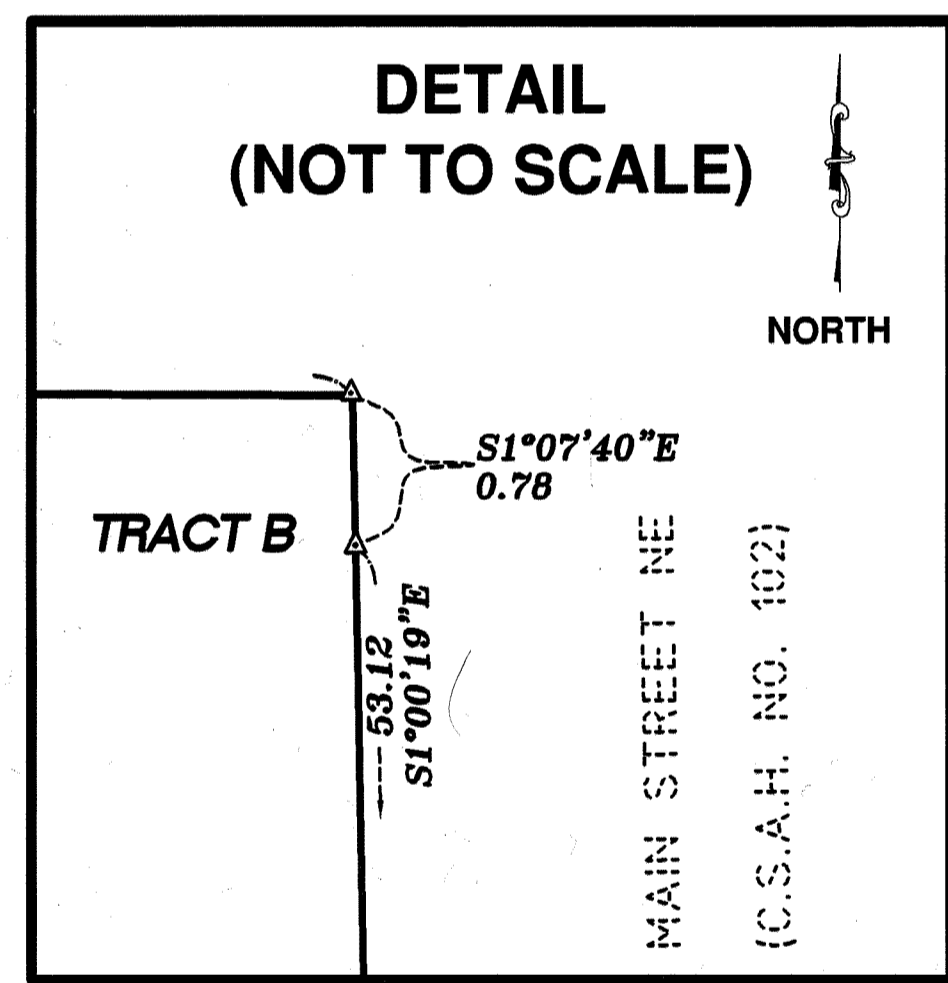 DETAIL
(NOT TO SCALE)
NORTH
S1°07'40"E
0.78
TRACT B
53.12
S1°00'19"E
MAIN STREET NE
(C.S.A.H. NO. 102)